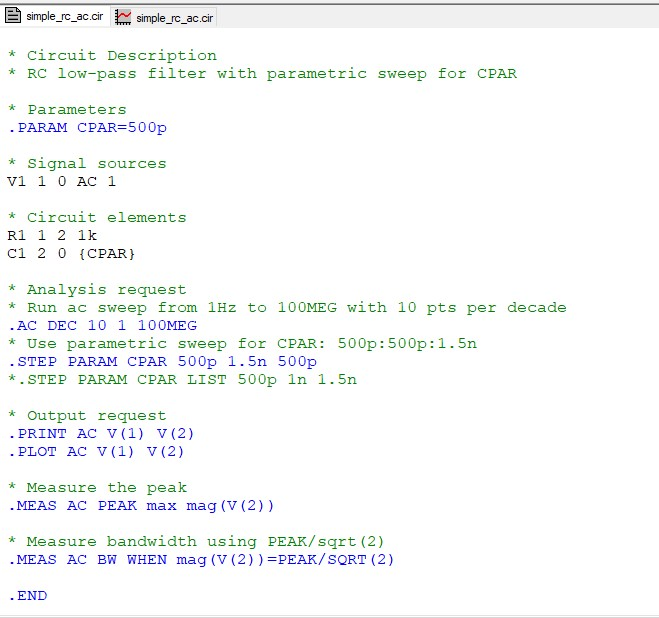 simple_rc_ac.cir simple_rc_ac.cir
* Circuit Description
* RC low-pass filter with parametric sweep for CPAR
* Parameters
.PARAM CPAR=500p
* Signal sources
V1 1 0 AC 1
* Circuit elements
R1 1 2 1k
C1 2 0 {CPAR}
* Analysis request
* Run ac sweep from 1Hz to 100MEG with 10 pts per decade
.AC DEC 10 1 100MEG
* Use parametric sweep for CPAR: 500p:500p:1.5n
.STEP PARAM CPAR 500p 1.5n 500p
*.STEP PARAM CPAR LIST 500p 1n 1.5n
* Output request
.PRINT AC V(1) V(2)
.PLOT AC V(1) V(2)
* Measure the peak
.MEAS AC PEAK max mag(V(2))
* Measure bandwidth using PEAK/sqrt(2)
.MEAS AC BW WHEN mag(V(2))=PEAK/SQRT(2)
.END